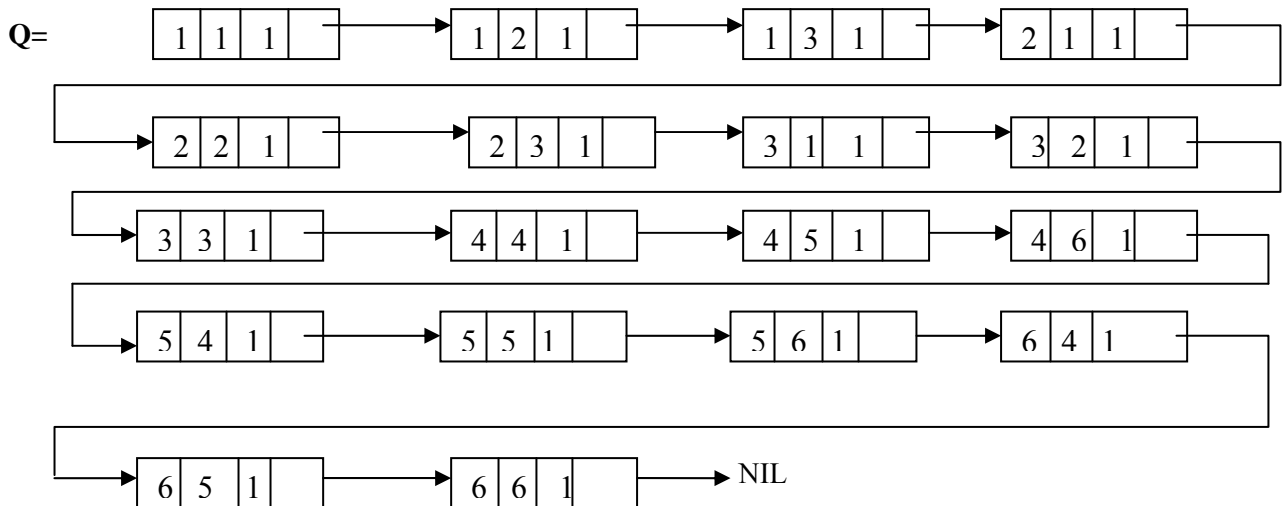 Q= 1 1 1 1 2 1 1 3 1 2 1 1
2 2 1 2 3 1 3 1 1 3 2 1
3 3 1 4 4 1 4 5 1 4 6 1
5 4 1 5 5 1 5 6 1 6 4 1
6 5 1 6 6 1 NIL